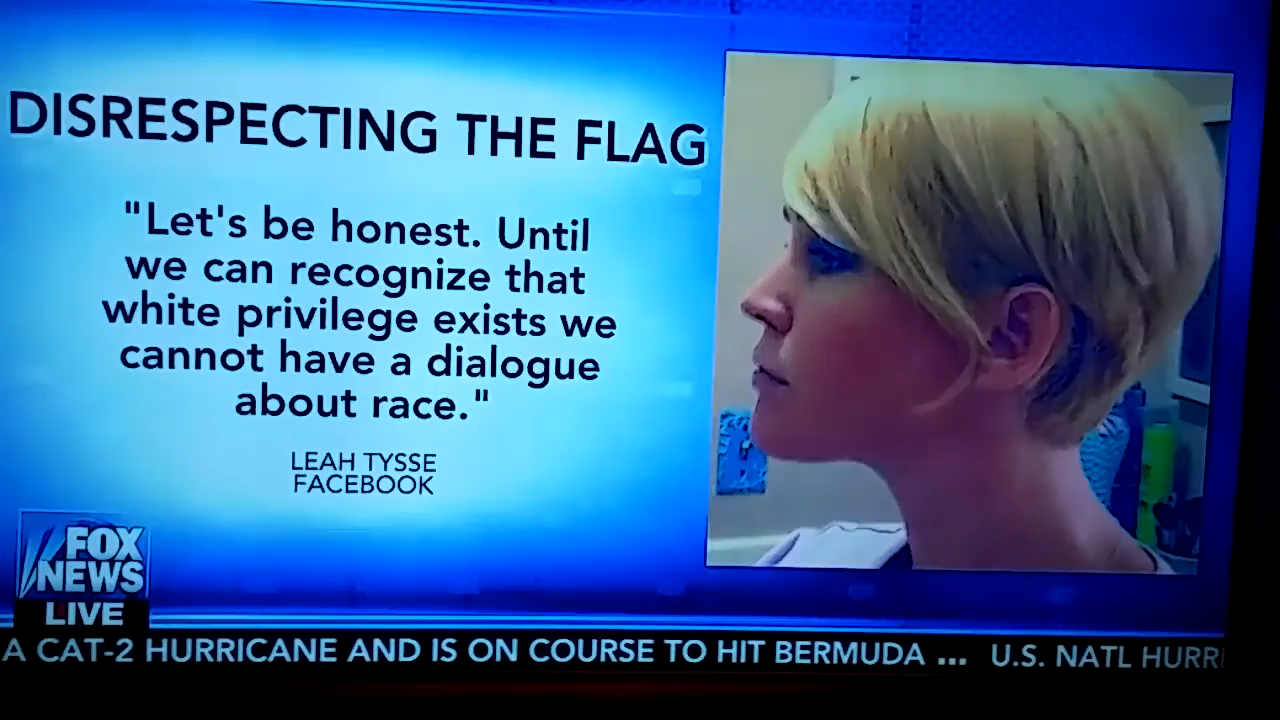 DISRESPECTING THE FLAG
"Let's be honest. Until
we can recognize that
white privilege exists we
cannot have a dialogue
about race."
LEAH TYSSE
FACEBOOK
FOX
NEWS
LIVE
A CAT-2 HURRICANE AND IS ON COURSE TO HIT BERMUDA ... U.S. NATL HURRI